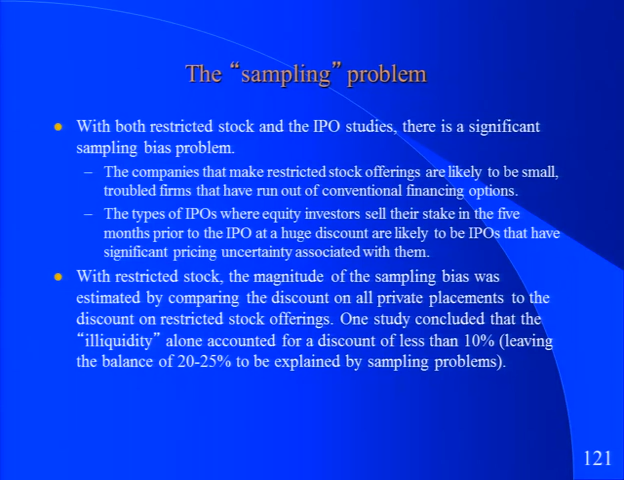 The “sampling” problem
With both restricted stock and the IPO studies, there is a significant
sampling bias problem.
– The companies that make restricted stock offerings are likely to be small,
troubled firms that have run out of conventional financing options.
– The types of IPOs where equity investors sell their stake in the five
months prior to the IPO at a huge discount are likely to be IPOs that have
significant pricing uncertainty associated with them.
With restricted stock, the magnitude of the sampling bias was
estimated by comparing the discount on all private placements to the
discount on restricted stock offerings. One study concluded that the
“illiquidity” alone accounted for a discount of less than 10% (leaving
the balance of 20-25% to be explained by sampling problems).
121